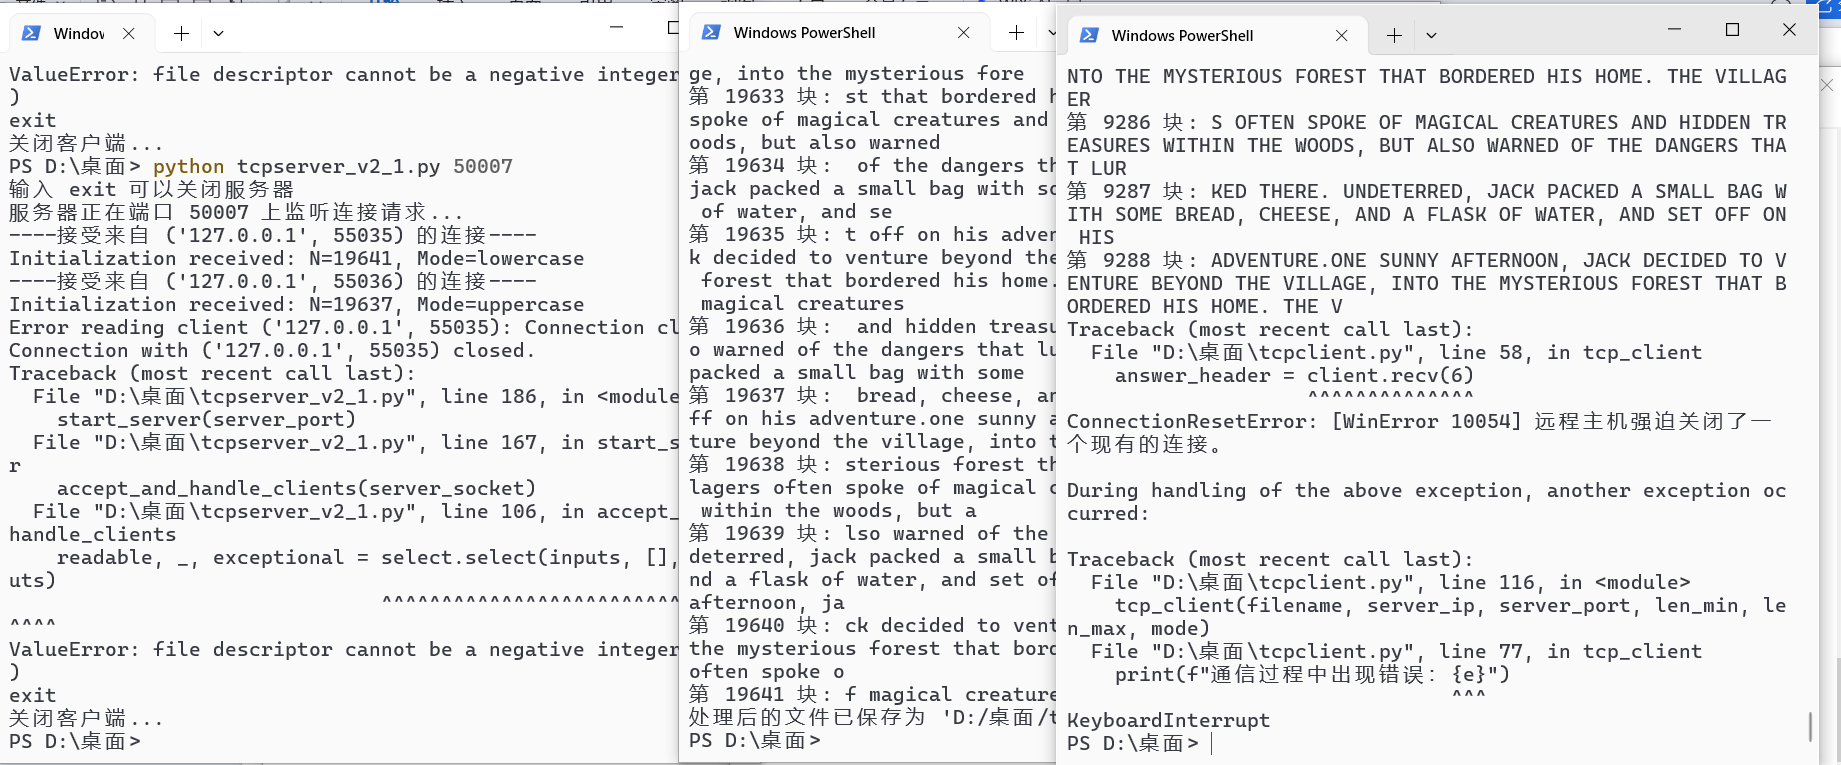 Windov
ValueError: file descriptor cannot be a negative integer
)
exit
关闭客户端...
PS D:\桌面> python tcpserver_v2_1.py 50007
输入 exit 可以关闭服务器
服务器正在端口 50007 上监听连接请求...
----接受来自 ('127.0.0.1', 55035) 的连接----
Initialization received: N=19641, Mode=lowercase
----接受来自 ('127.0.0.1', 55036) 的连接----
Initialization received: N=19637, Mode=uppercase
Error reading client ('127.0.0.1', 55035): Connection cl
Connection with ('127.0.0.1', 55035) closed.
Traceback (most recent call last):
File "D:\桌面\tcpserver_v2_1.py", line 186, in <module
start_server(server_port)
File "D:\桌面\tcpserver_v2_1.py", line 167, in start_s
r
accept_and_handle_clients(server_socket)
File "D:\桌面\tcpserver_v2_1.py", line 106, in accept_
handle_clients
readable, _, exceptional = select.select(inputs, [],
uts)
^^^^^^^^^^^^^^^^^^^^^^^^^
^^^^
ValueError: file descriptor cannot be a negative integer
)
exit
关闭客户端...
PS D:\桌面>
Windows PowerShell
ge, into the mysterious fore
第 19633 块: st that bordered h
spoke of magical creatures and
oods, but also warned
第 19634 块:  of the dangers th
jack packed a small bag with so
of water, and se
第 19635 块: t off on his adven
k decided to venture beyond the
forest that bordered his home.
magical creatures
第 19636 块:  and hidden treasu
o warned of the dangers that lu
packed a small bag with some
第 19637 块:  bread, cheese, an
ff on his adventure.one sunny a
ture beyond the village, into t
第 19638 块: sterious forest th
lagers often spoke of magical c
within the woods, but a
第 19639 块: lso warned of the
deterred, jack packed a small b
nd a flask of water, and set of
afternoon, ja
第 19640 块: ck decided to vent
the mysterious forest that bord
often spoke o
第 19641 块: f magical creature
处理后的文件已保存为 'D:/桌面/t
PS D:\桌面>
Windows PowerShell
NTO THE MYSTERIOUS FOREST THAT BORDERED HIS HOME. THE VILLAG
ER
第 9286 块: S OFTEN SPOKE OF MAGICAL CREATURES AND HIDDEN TR
EASURES WITHIN THE WOODS, BUT ALSO WARNED OF THE DANGERS THA
T LUR
第 9287 块: KED THERE. UNDETERRED, JACK PACKED A SMALL BAG W
ITH SOME BREAD, CHEESE, AND A FLASK OF WATER, AND SET OFF ON
HIS
第 9288 块: ADVENTURE.ONE SUNNY AFTERNOON, JACK DECIDED TO V
ENTURE BEYOND THE VILLAGE, INTO THE MYSTERIOUS FOREST THAT B
ORDERED HIS HOME. THE V
Traceback (most recent call last):
File "D:\桌面\tcpclient.py", line 58, in tcp_client
answer_header = client.recv(6)
^^^^^^^^^^^^^^
ConnectionResetError: [WinError 10054] 远程主机强迫关闭了一
个现有的连接。
During handling of the above exception, another exception oc
curred:
Traceback (most recent call last):
File "D:\桌面\tcpclient.py", line 116, in <module>
tcp_client(filename, server_ip, server_port, len_min, le
n_max, mode)
File "D:\桌面\tcpclient.py", line 77, in tcp_client
print(f"通信过程中出现错误: {e}")
^^^
KeyboardInterrupt
PS D:\桌面>